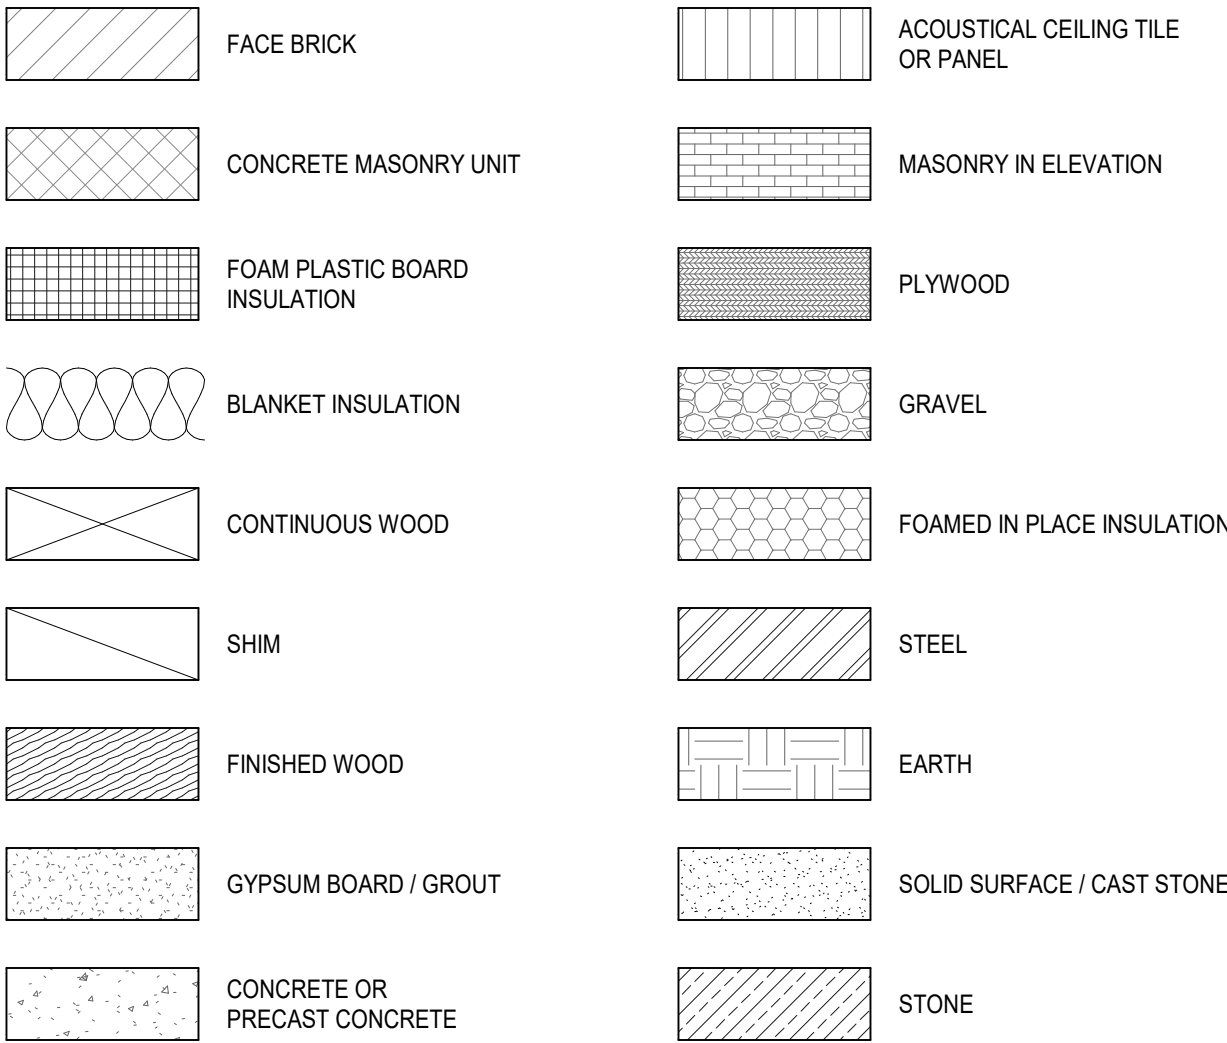 FACE BRICK
CONCRETE MASONRY UNIT
FOAM PLASTIC BOARD
INSULATION
BLANKET INSULATION
CONTINUOUS WOOD
SHIM
FINISHED WOOD
GYPSUM BOARD / GROUT
CONCRETE OR
PRECAST CONCRETE
ACOUSTICAL CEILING TILE
OR PANEL
MASONRY IN ELEVATION
PLYWOOD
GRAVEL
FOAMED IN PLACE INSULATION
STEEL
EARTH
SOLID SURFACE / CAST STONE
STONE